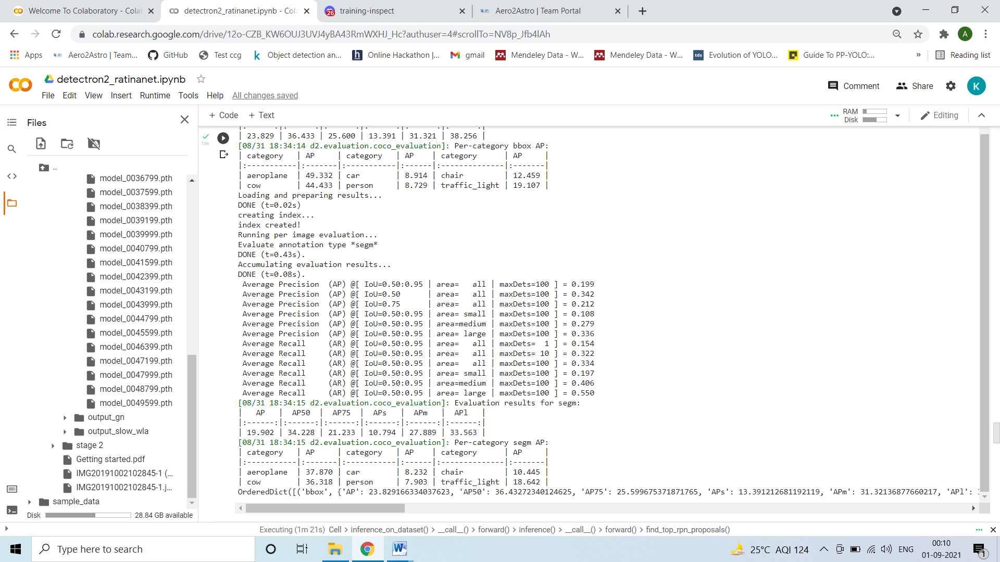 Welcome To Colaboratory - Colab
detectron2_ratinanet.ipynb - Cola
26 training-inspect
Aero2Astro | Team Portal
colab.research.google.com/drive/12o-CZB_KW6OUJ3UVJ4yBA43RmWXHJ_Hc?authuser=4#scrollTo=NV8p_Jfb4lAh
A
Apps Aero2Astro | Team... GitHub Test ccg k Object detection an... h Online Hackathon |... gmail Mendeley Data - W... Mendeley Data - W... tds Evolution of YOLO... Guide To PP-YOLO:... » Reading list
detectron2_ratinanet.ipynb
Comment Share K
File Edit View Insert Runtime Tools Help All changes saved
Files
+ Code + Text
RAM
Disk
Editing
..
model_0036799.pth
model_0037599.pth
model_0038399.pth
model_0039199.pth
model_0039999.pth
model_0040799.pth
model_0041599.pth
model_0042399.pth
model_0043199.pth
model_0043999.pth
model_0044799.pth
model_0045599.pth
model_0046399.pth
model_0047199.pth
model_0047999.pth
model_0048799.pth
model_0049599.pth
output_gn
output_slow_wla
stage 2
Getting started.pdf
IMG20191002102845-1 (...
IMG20191002102845-1.j...
sample_data
Disk 28.84 GB available
1m
| 23.829 | 36.433 | 25.600 | 13.391 | 31.321 | 38.256 |
[08/31 18:34:14 d2.evaluation.coco_evaluation]: Per-category bbox AP:
| category | AP | category | AP | category | AP |
|:-----------|:-------|:-----------|:------|:--------------|:-------|
| aeroplane | 49.332 | car | 8.914 | chair | 12.459 |
| cow | 44.433 | person | 8.729 | traffic_light | 19.107 |
Loading and preparing results...
DONE (t=0.02s)
creating index...
index created!
Running per image evaluation...
Evaluate annotation type *segm*
DONE (t=0.43s).
Accumulating evaluation results...
DONE (t=0.08s).
Average Precision (AP) @[ IoU=0.50:0.95 | area= all | maxDets=100 ] = 0.199
Average Precision (AP) @[ IoU=0.50 | area= all | maxDets=100 ] = 0.342
Average Precision (AP) @[ IoU=0.75 | area= all | maxDets=100 ] = 0.212
Average Precision (AP) @[ IoU=0.50:0.95 | area= small | maxDets=100 ] = 0.108
Average Precision (AP) @[ IoU=0.50:0.95 | area=medium | maxDets=100 ] = 0.279
Average Precision (AP) @[ IoU=0.50:0.95 | area= large | maxDets=100 ] = 0.336
Average Recall (AR) @[ IoU=0.50:0.95 | area= all | maxDets= 1 ] = 0.154
Average Recall (AR) @[ IoU=0.50:0.95 | area= all | maxDets= 10 ] = 0.322
Average Recall (AR) @[ IoU=0.50:0.95 | area= all | maxDets=100 ] = 0.334
Average Recall (AR) @[ IoU=0.50:0.95 | area= small | maxDets=100 ] = 0.197
Average Recall (AR) @[ IoU=0.50:0.95 | area=medium | maxDets=100 ] = 0.406
Average Recall (AR) @[ IoU=0.50:0.95 | area= large | maxDets=100 ] = 0.550
[08/31 18:34:15 d2.evaluation.coco_evaluation]: Evaluation results for segm:
| AP | AP50 | AP75 | APs | APm | APl |
|:------:|:------:|:------:|:------:|:------:|:------:|
| 19.902 | 34.228 | 21.233 | 10.794 | 27.889 | 33.563 |
[08/31 18:34:15 d2.evaluation.coco_evaluation]: Per-category segm AP:
| category | AP | category | AP | category | AP |
|:-----------|:-------|:-----------|:------|:--------------|:-------|
| aeroplane | 37.870 | car | 8.232 | chair | 10.445 |
| cow | 36.318 | person | 7.903 | traffic_light | 18.642 |
OrderedDict([('bbox', {'AP': 23.829166334037623, 'AP50': 36.43272340124625, 'AP75': 25.599675371871765, 'APs': 13.391212681192119, 'APm': 31.32136877660217, 'APl':
Executing (1m 21s) Cell > inference_on_dataset() > __call__() > forward() > inference() > __call__() > forward() > find_top_rpn_proposals()
Type here to search
25°C AQI 124 ENG
00:10
01-09-2021
1